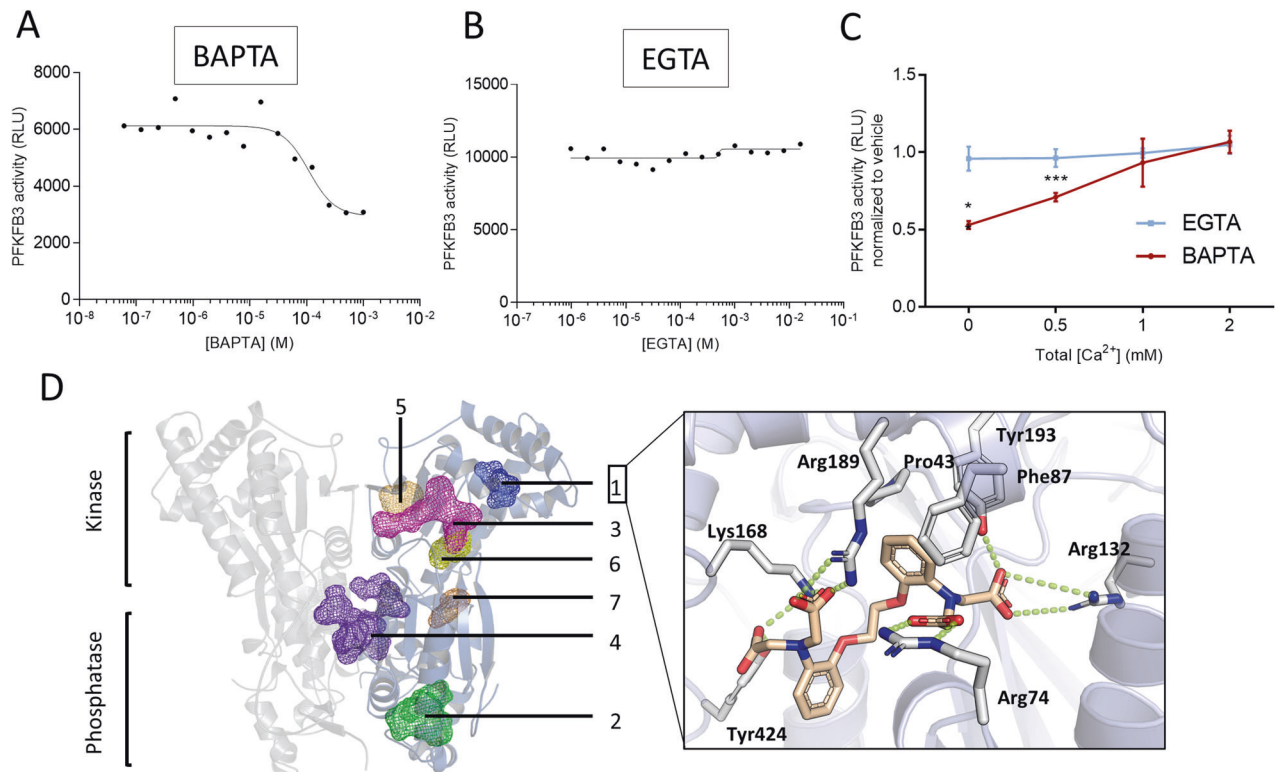 A
BAPTA
PFKFB3 activity (RLU)
8000
6000
4000
2000
0
10⁻⁸ 10⁻⁷ 10⁻⁶ 10⁻⁵ 10⁻⁴ 10⁻³ 10⁻²
[BAPTA] (M)
B
EGTA
PFKFB3 activity (RLU)
15000
10000
5000
0
10⁻⁷ 10⁻⁶ 10⁻⁵ 10⁻⁴ 10⁻³ 10⁻² 10⁻¹
[EGTA] (M)
C
PFKFB3 activity (RLU)
normalized to vehicle
1.5
1.0
0.5
0.0
*
***
EGTA
BAPTA
0 0.5 1 2
Total [Ca²⁺] (mM)
D
Kinase
Phosphatase
5
1
3
6
7
4
2
Tyr193
Arg189 Pro43
Phe87
Lys168
Arg132
Arg74
Tyr424